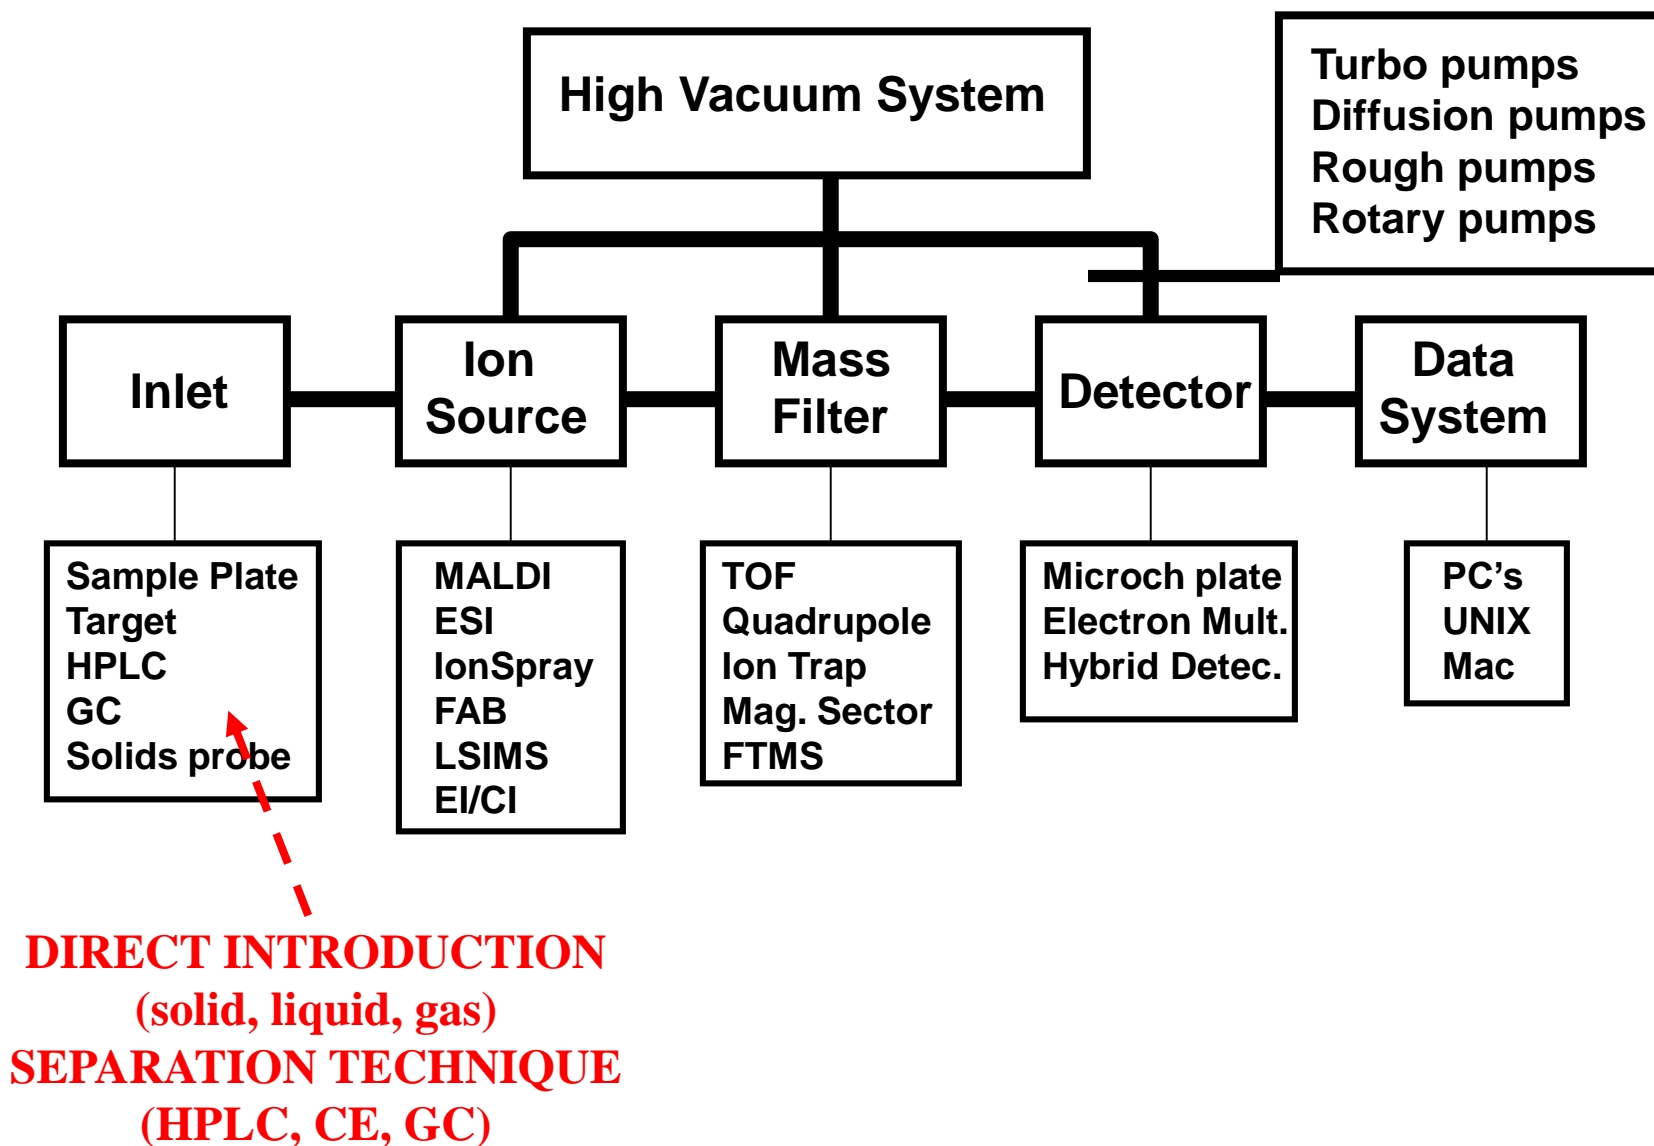 High Vacuum System
Turbo pumps
Diffusion pumps
Rough pumps
Rotary pumps
Inlet
Ion
Source
Mass
Filter
Detector
Data
System
Sample Plate
Target
HPLC
GC
Solids probe
MALDI
ESI
IonSpray
FAB
LSIMS
EI/CI
TOF
Quadrupole
Ion Trap
Mag. Sector
FTMS
Microch plate
Electron Mult.
Hybrid Detec.
PC’s
UNIX
Mac
DIRECT INTRODUCTION
(solid, liquid, gas)
SEPARATION TECHNIQUE
(HPLC, CE, GC)